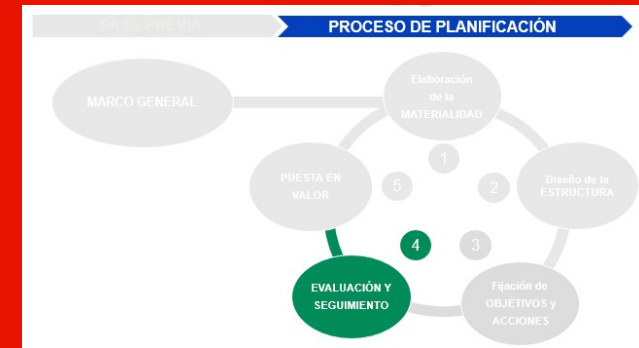 FASE PREVIA
PROCESO DE PLANIFICACIÓN
MARCO GENERAL
Elaboración
de la
MATERIALIDAD
1
PUESTA EN
VALOR
5
2
Diseño de la
ESTRUCTURA
4
3
EVALUACIÓN Y
SEGUIMIENTO
Fijación de
OBJETIVOS y
ACCIONES